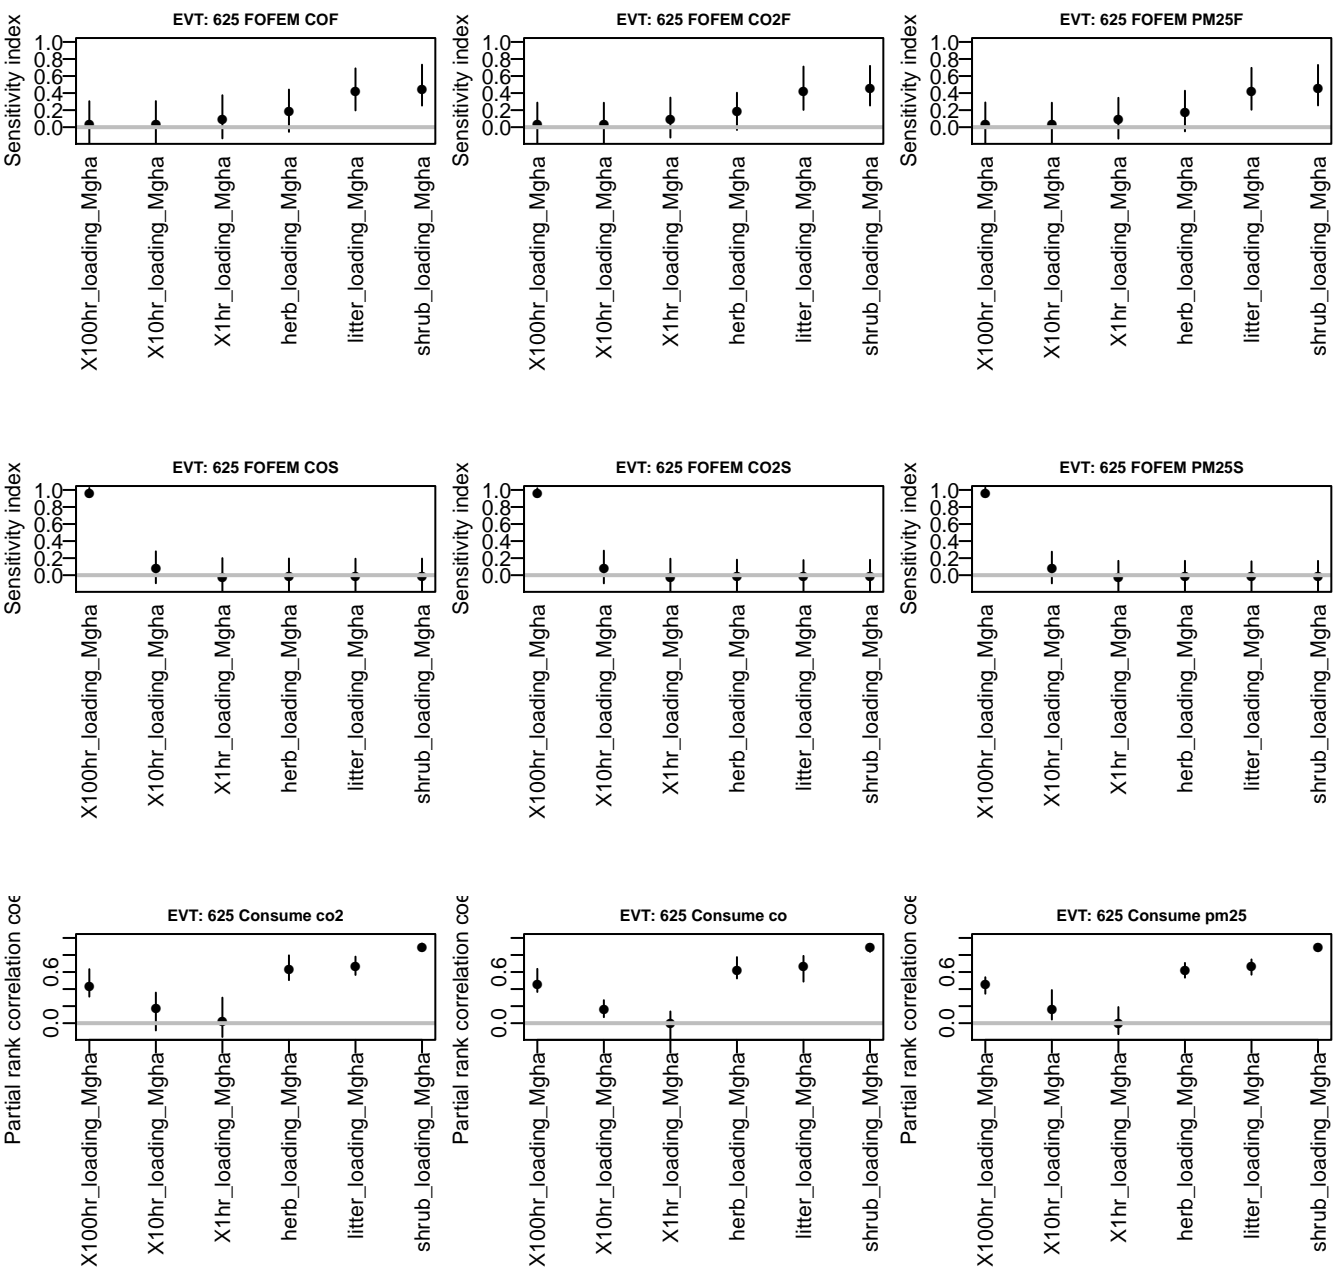 EVT: 625 FOFEM COF
Sensitivity index
1.0
0.8
0.6
0.4
0.2
0.0
X100hr_loading_Mgha
X10hr_loading_Mgha
X1hr_loading_Mgha
herb_loading_Mgha
litter_loading_Mgha
shrub_loading_Mgha
EVT: 625 FOFEM CO2F
Sensitivity index
1.0
0.8
0.6
0.4
0.2
0.0
X100hr_loading_Mgha
X10hr_loading_Mgha
X1hr_loading_Mgha
herb_loading_Mgha
litter_loading_Mgha
shrub_loading_Mgha
EVT: 625 FOFEM PM25F
Sensitivity index
1.0
0.8
0.6
0.4
0.2
0.0
X100hr_loading_Mgha
X10hr_loading_Mgha
X1hr_loading_Mgha
herb_loading_Mgha
litter_loading_Mgha
shrub_loading_Mgha
EVT: 625 FOFEM COS
Sensitivity index
1.0
0.8
0.6
0.4
0.2
0.0
X100hr_loading_Mgha
X10hr_loading_Mgha
X1hr_loading_Mgha
herb_loading_Mgha
litter_loading_Mgha
shrub_loading_Mgha
EVT: 625 FOFEM CO2S
Sensitivity index
1.0
0.8
0.6
0.4
0.2
0.0
X100hr_loading_Mgha
X10hr_loading_Mgha
X1hr_loading_Mgha
herb_loading_Mgha
litter_loading_Mgha
shrub_loading_Mgha
EVT: 625 FOFEM PM25S
Sensitivity index
1.0
0.8
0.6
0.4
0.2
0.0
X100hr_loading_Mgha
X10hr_loading_Mgha
X1hr_loading_Mgha
herb_loading_Mgha
litter_loading_Mgha
shrub_loading_Mgha
EVT: 625 Consume co2
Partial rank correlation coe
0.6
0.0
X100hr_loading_Mgha
X10hr_loading_Mgha
X1hr_loading_Mgha
herb_loading_Mgha
litter_loading_Mgha
shrub_loading_Mgha
EVT: 625 Consume co
Partial rank correlation coe
0.6
0.0
X100hr_loading_Mgha
X10hr_loading_Mgha
X1hr_loading_Mgha
herb_loading_Mgha
litter_loading_Mgha
shrub_loading_Mgha
EVT: 625 Consume pm25
Partial rank correlation coe
0.6
0.0
X100hr_loading_Mgha
X10hr_loading_Mgha
X1hr_loading_Mgha
herb_loading_Mgha
litter_loading_Mgha
shrub_loading_Mgha